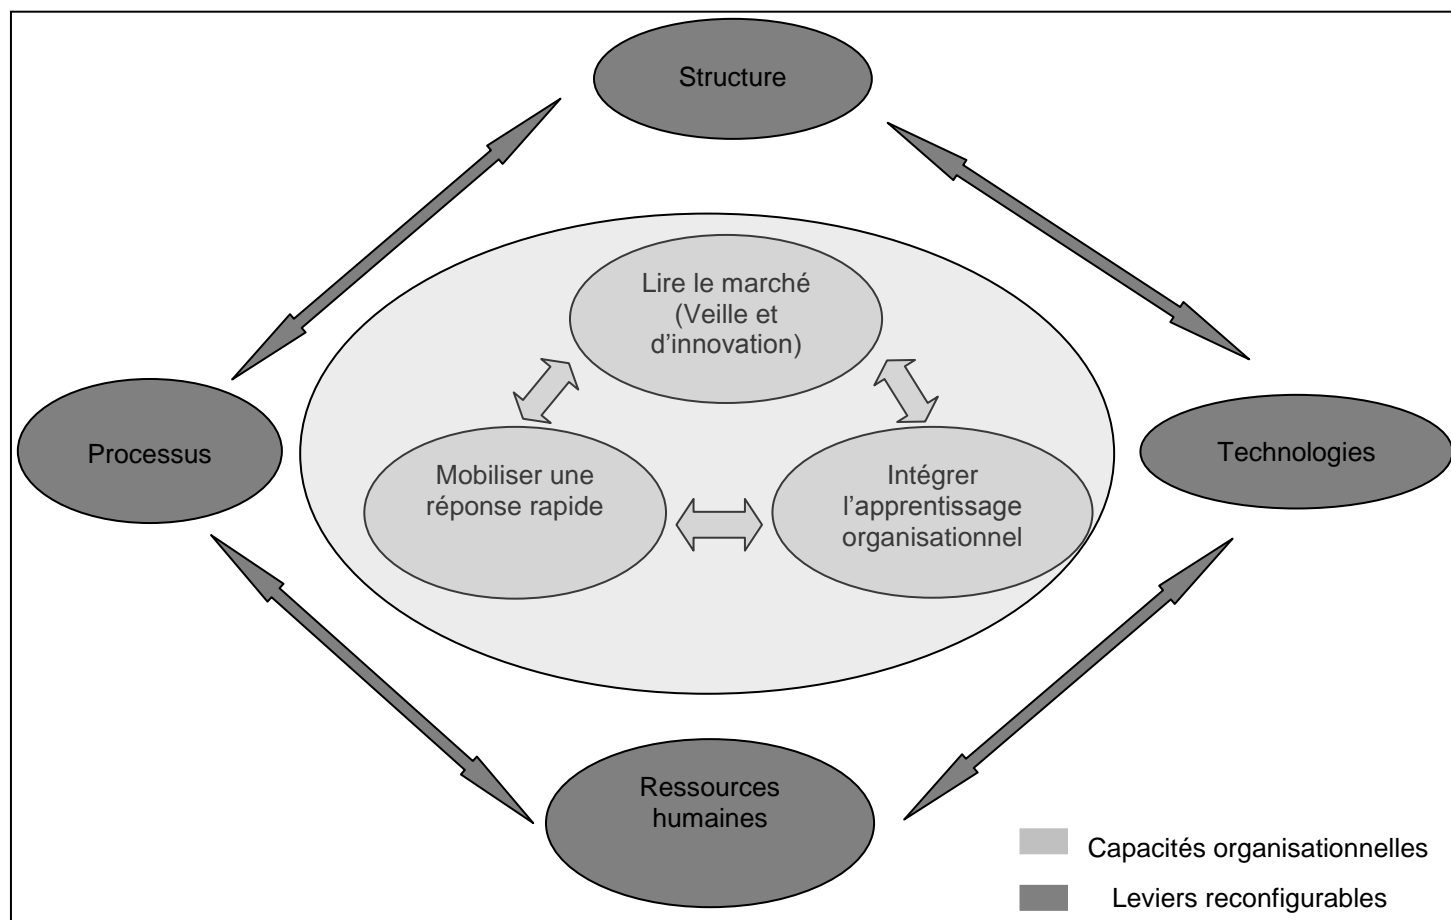 Structure
Lire le marché
(Veille et
d’innovation)
Processus
Mobiliser une
réponse rapide
Intégrer
l’apprentissage
organisationnel
Technologies
Ressources
humaines
Capacités organisationnelles
Leviers reconfigurables